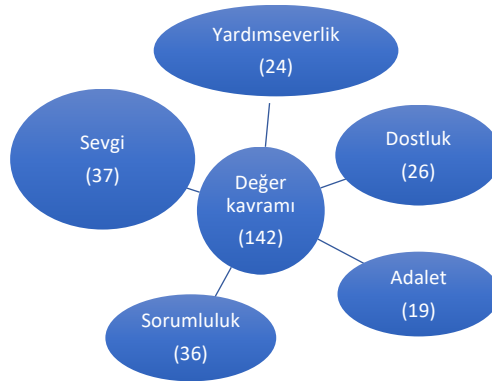 Yardımseverlik
(24)
Sevgi
(37)
Dostluk
(26)
Değer
kavramı
(142)
Adalet
(19)
Sorumluluk
(36)